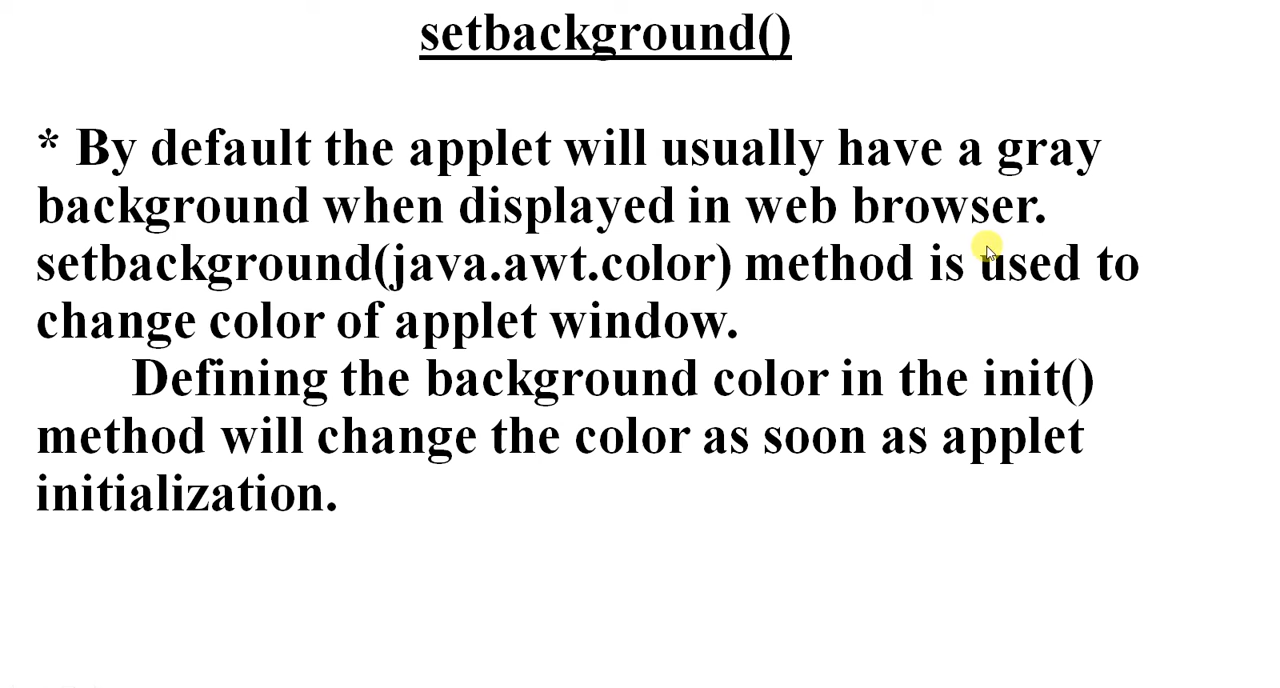 setbackground()
* By default the applet will usually have a gray
background when displayed in web browser.
setbackground(java.awt.color) method is used to
change color of applet window.
Defining the background color in the init()
method will change the color as soon as applet
initialization.